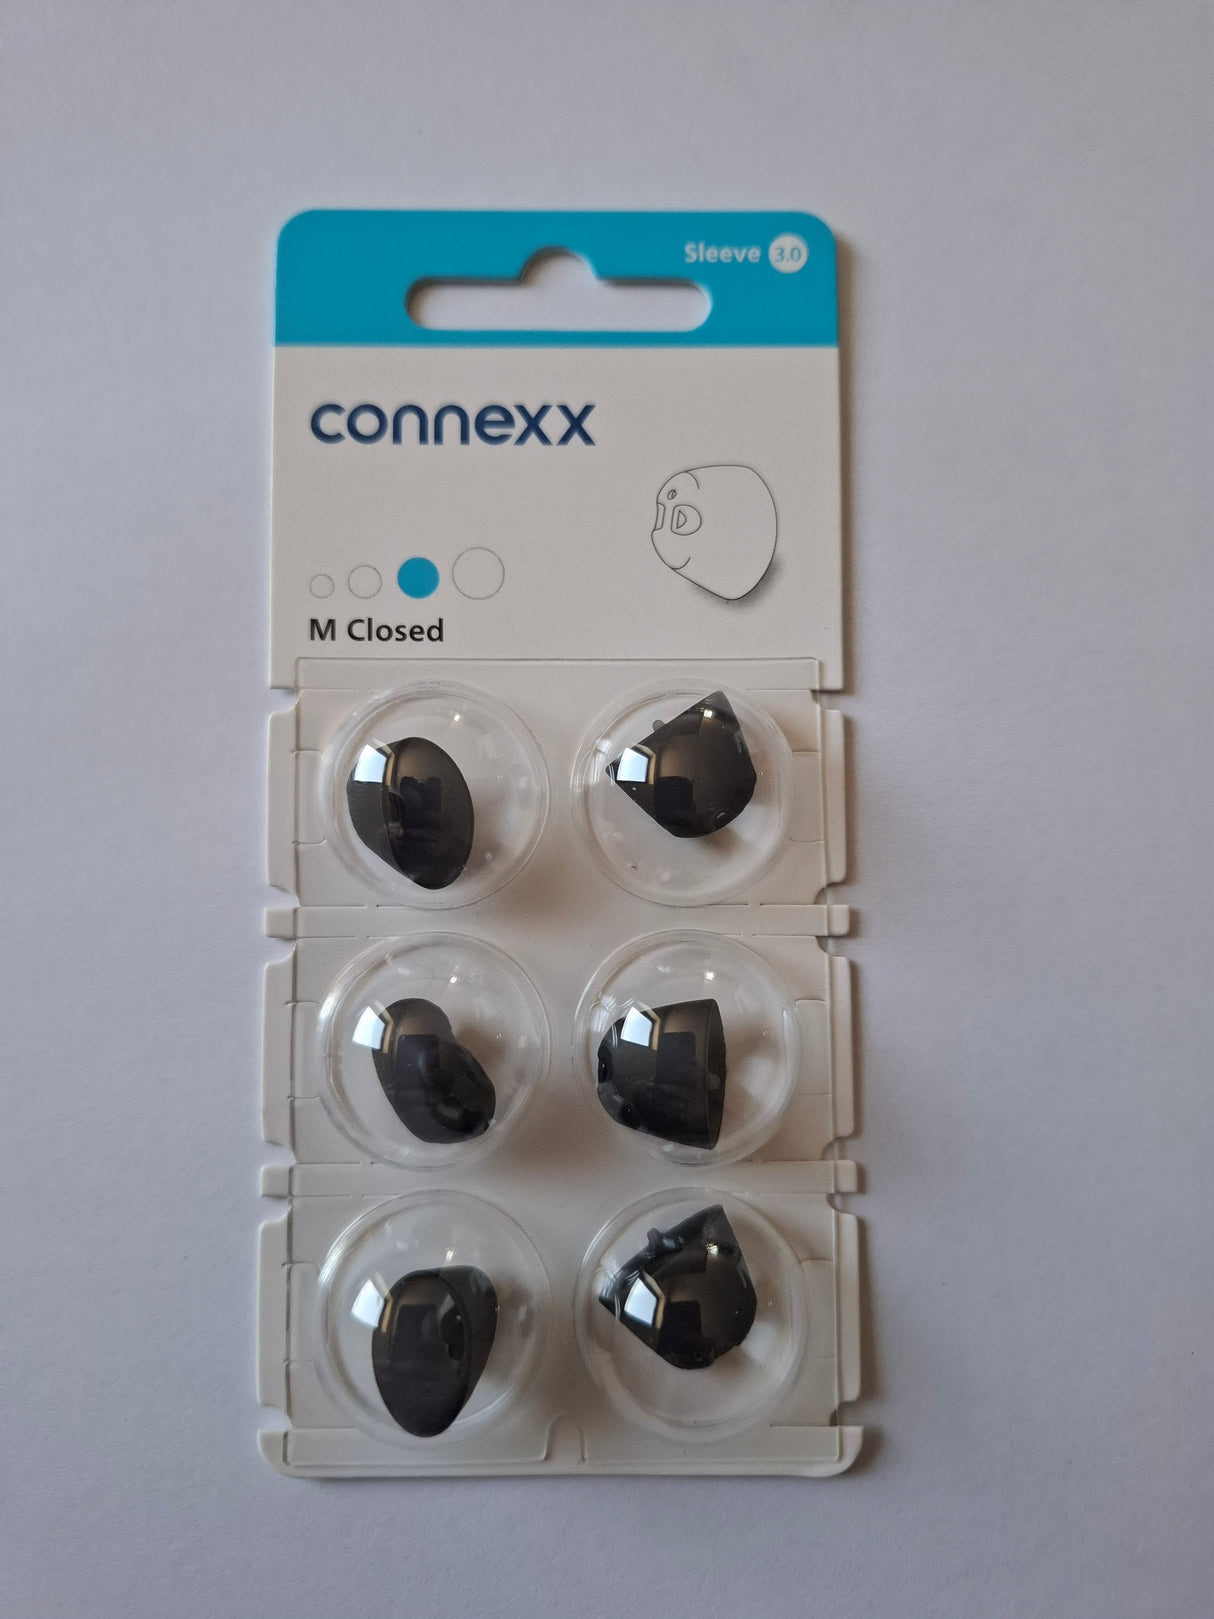 Sleeve 3.0
connexx
M Closed